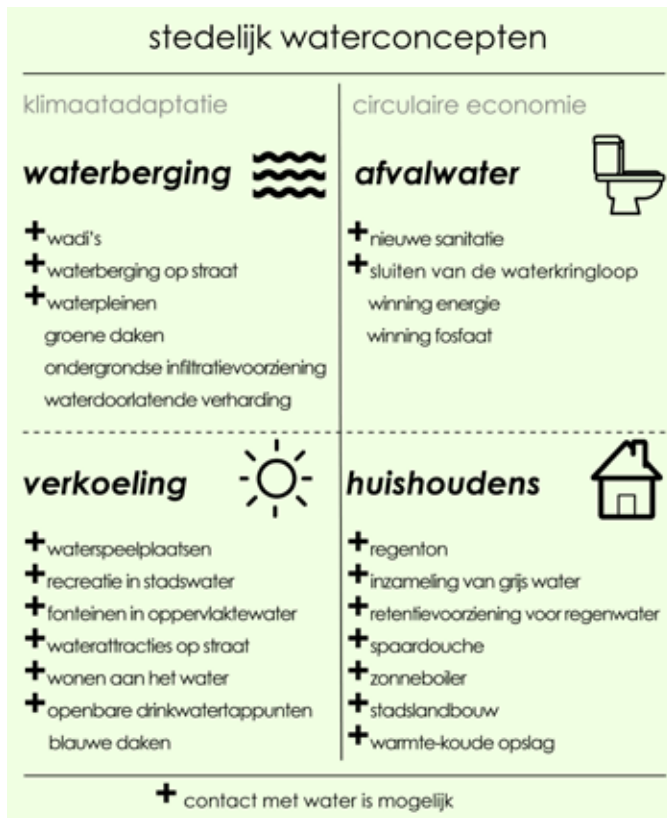 stedelijk waterconcepten
klimaatadaptatie
waterberging
+ wadi's
+ waterberging op straat
+ waterpleinen
groene daken
ondergrondse infiltratievoorziening
waterdoorlatende verharding
circulaire economie
afvalwater
+ nieuwe sanitatie
+ sluiten van de waterkringloop
winning energie
winning fosfaat
verkoeling
+ waterspeelplaatsen
+ recreatie in stadswater
+ fonteinen in oppervlaktewater
+ waterattracties op straat
+ wonen aan het water
+ openbare drinkwatertappunten
blauwe daken
huishoudens
+ regenton
+ inzameling van grijs water
+ retentievoorziening voor regenwater
+ spaardouche
+ zonneboiler
+ stadslandbouw
+ warmte-koude opslag
+ contact met water is mogelijk